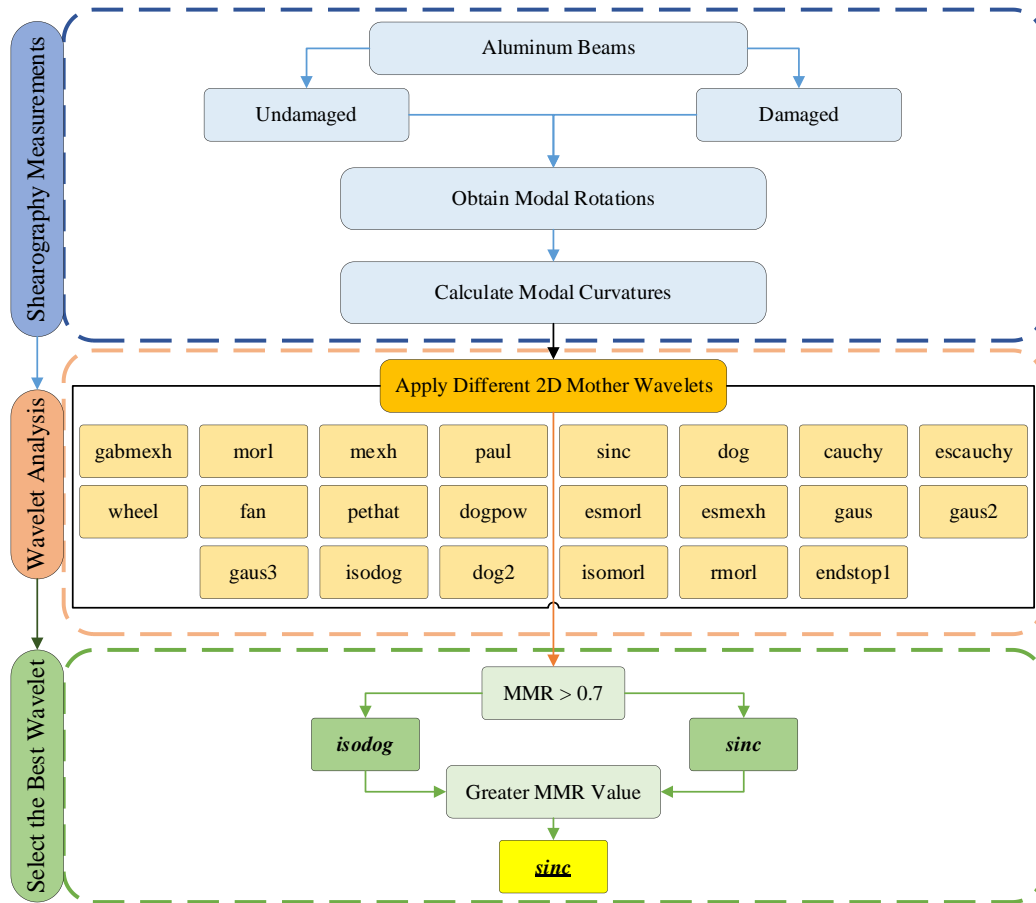 Shearography Measurements
Aluminum Beams
Undamaged
Damaged
Obtain Modal Rotations
Calculate Modal Curvatures
Wavelet Analysis
Apply Different 2D Mother Wavelets
gabmexh morl mexh paul sinc dog cauchy escauchy
wheel fan pethat dogpow esmorl esmexh gaus gaus2
gaus3 isodog dog2 isomorl rmorl endstop1
Select the Best Wavelet
MMR > 0.7
isodog
sinc
Greater MMR Value
sinc